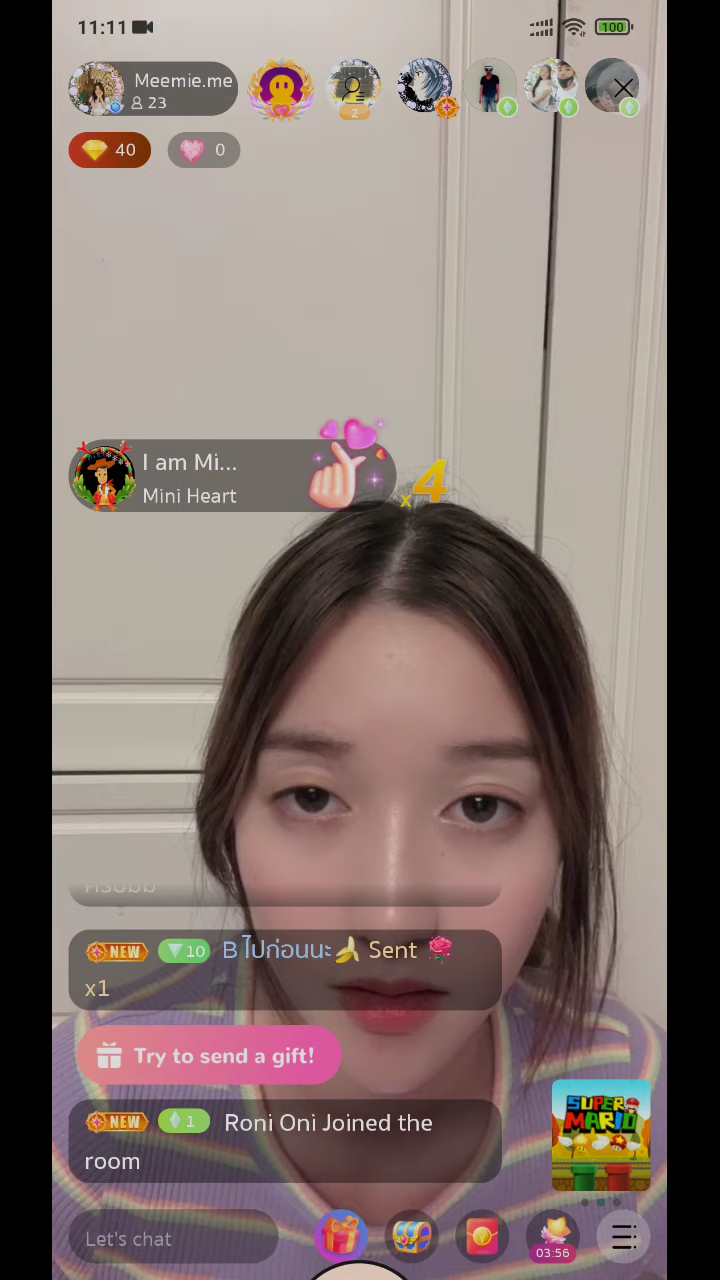 11:11
100
Meemie.me
23
2
40
0
I am Mi...
Mini Heart
x4
NEW 10 B ไปก่อนนะ🍌 Sent 🌹
x1
Try to send a gift!
NEW 1 Roni Oni Joined the
room
SUPER
MARIO
Let's chat
03:56